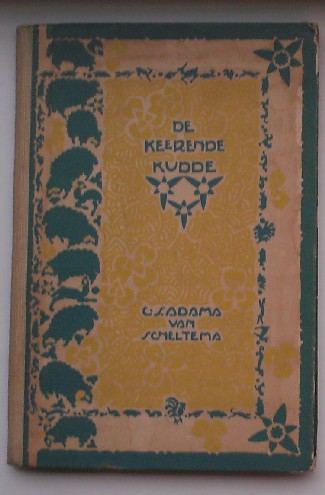 DE
KEERENDE
KUDDE
C.S. ADAMA
VAN
SCHELTEMA